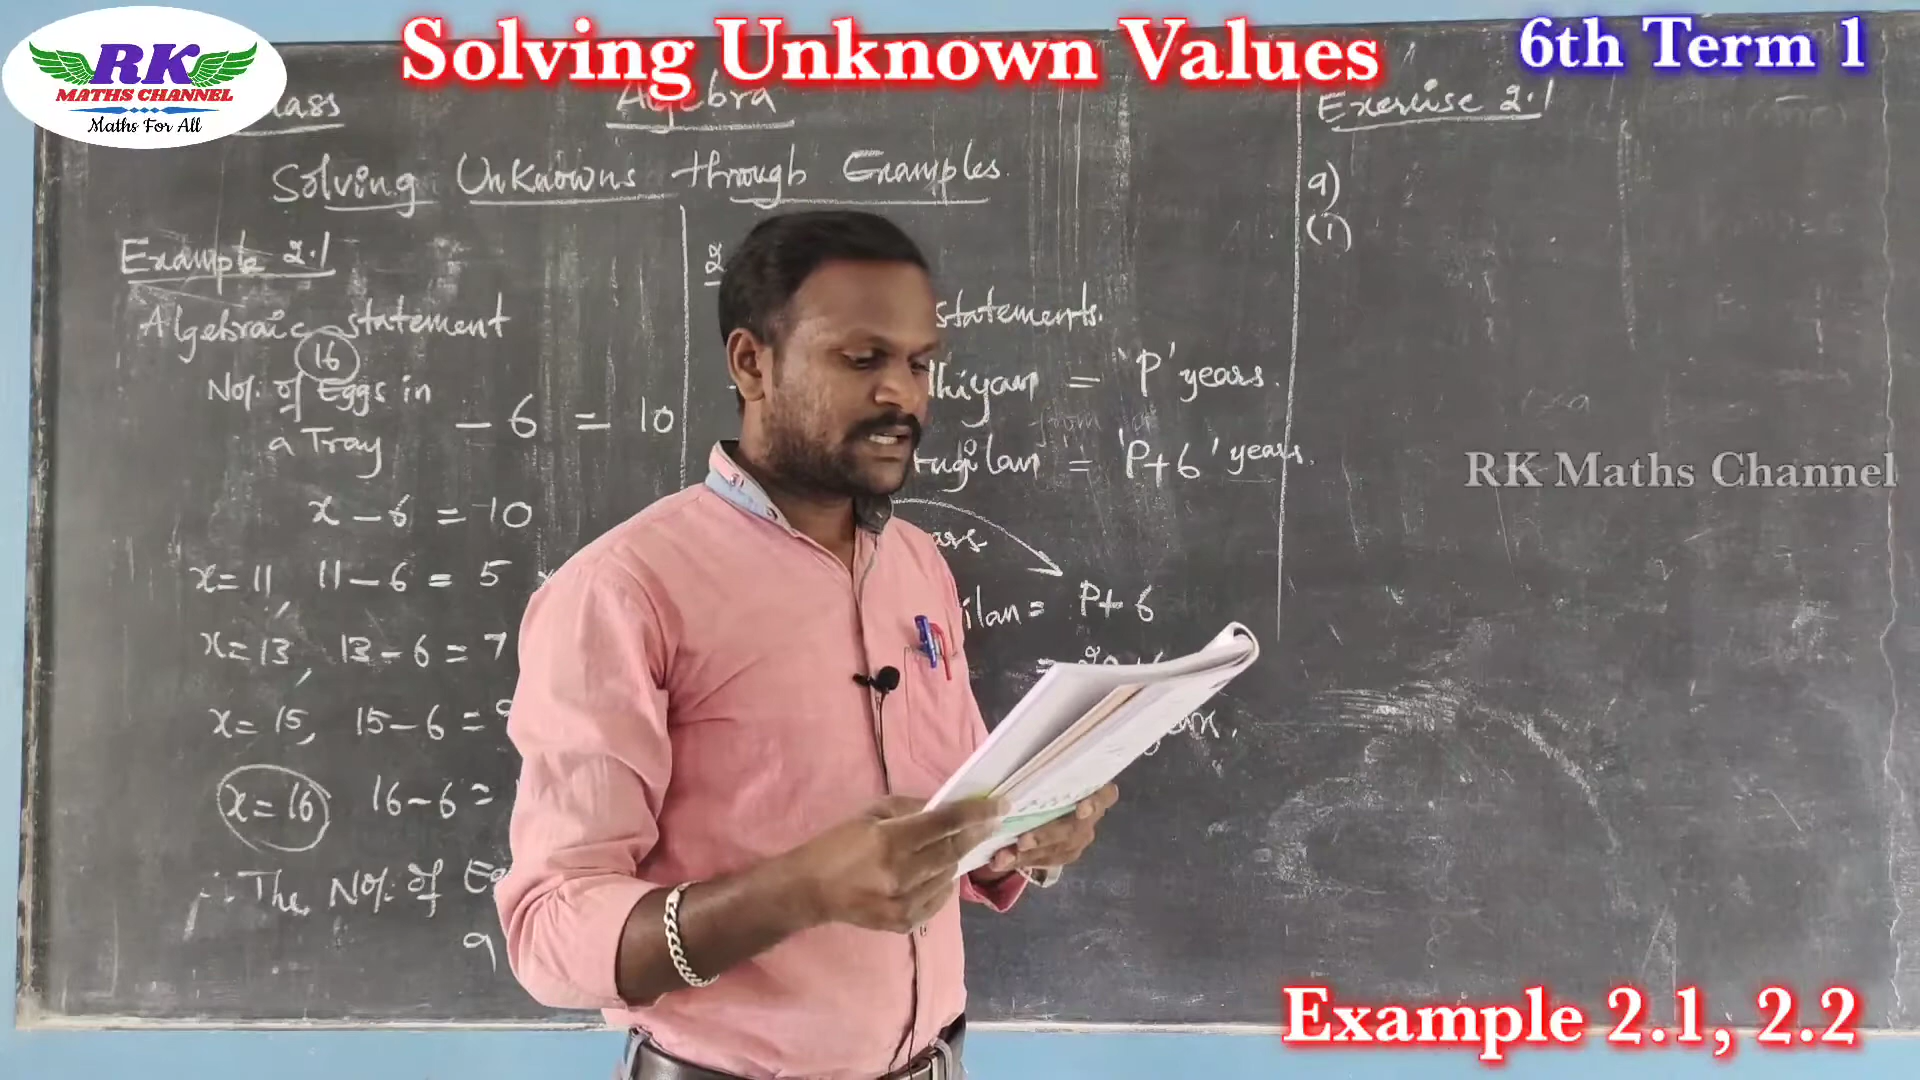 RK
MATHS CHANNEL
Maths For All
Solving Unknown Values
6th Term 1
Algebra
Exercise 2.1
Solving Unknowns through Examples
9)
(i)
Example 2.1
2
Algebraic statement
statements.
16
No. of Eggs in
a Tray
- 6 = 10
= 'P' years.
= 'P+6' years.
x - 6 = 10
x = 11, 11 - 6 = 5
= P + 6
x = 13, 13 - 6 = 7
x = 15, 15 - 6 =
x = 16 16 - 6 =
∴ The No. of
RK Maths Channel
Example 2.1, 2.2